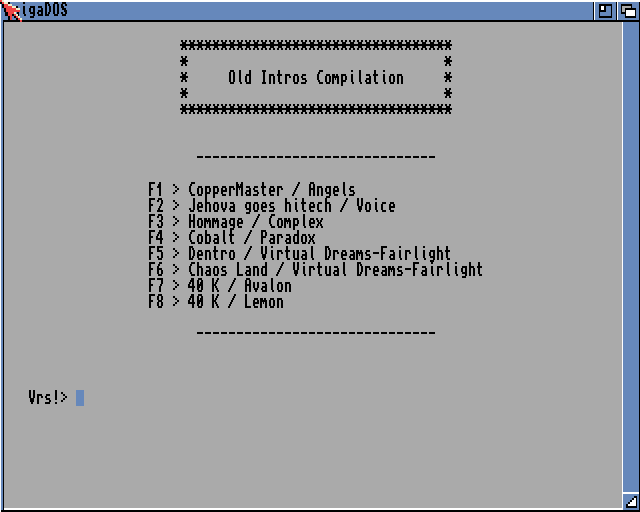 AmigaDOS
*********************************
* *
* Old Intros Compilation *
* *
*********************************
------------------------------
F1 > CopperMaster / Angels
F2 > Jehova goes hitech / Voice
F3 > Hommage / Complex
F4 > Cobalt / Paradox
F5 > Dentro / Virtual Dreams-Fairlight
F6 > Chaos Land / Virtual Dreams-Fairlight
F7 > 40 K / Avalon
F8 > 40 K / Lemon
------------------------------
Vrs!>